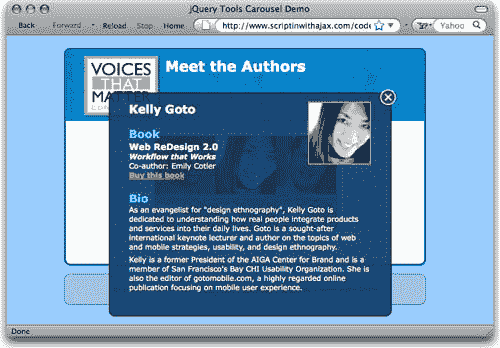 jQuery Tools Carousel Demo
Back Forward Reload Stop Home http://www.scriptinwithajax.com/code Yahoo
VOICES
THAT
MATTER
Meet the Authors
Kelly Goto
Book
Web ReDesign 2.0
Workflow that Works
Co-author: Emily Cotler
Buy this book
Bio
As an evangelist for "design ethnography", Kelly Goto is
dedicated to understanding how real people integrate products
and services into their daily lives. Goto is a sought-after
international keynote lecturer and author on the topics of web
and mobile strategies, usability, and design ethnography.
Kelly is a former President of the AIGA Center for Brand and is a
member of San Francisco's Bay CHI Usability Organization. She is
also the editor of gotomobile.com, a highly regarded online
publication focusing on mobile user experience.
Done